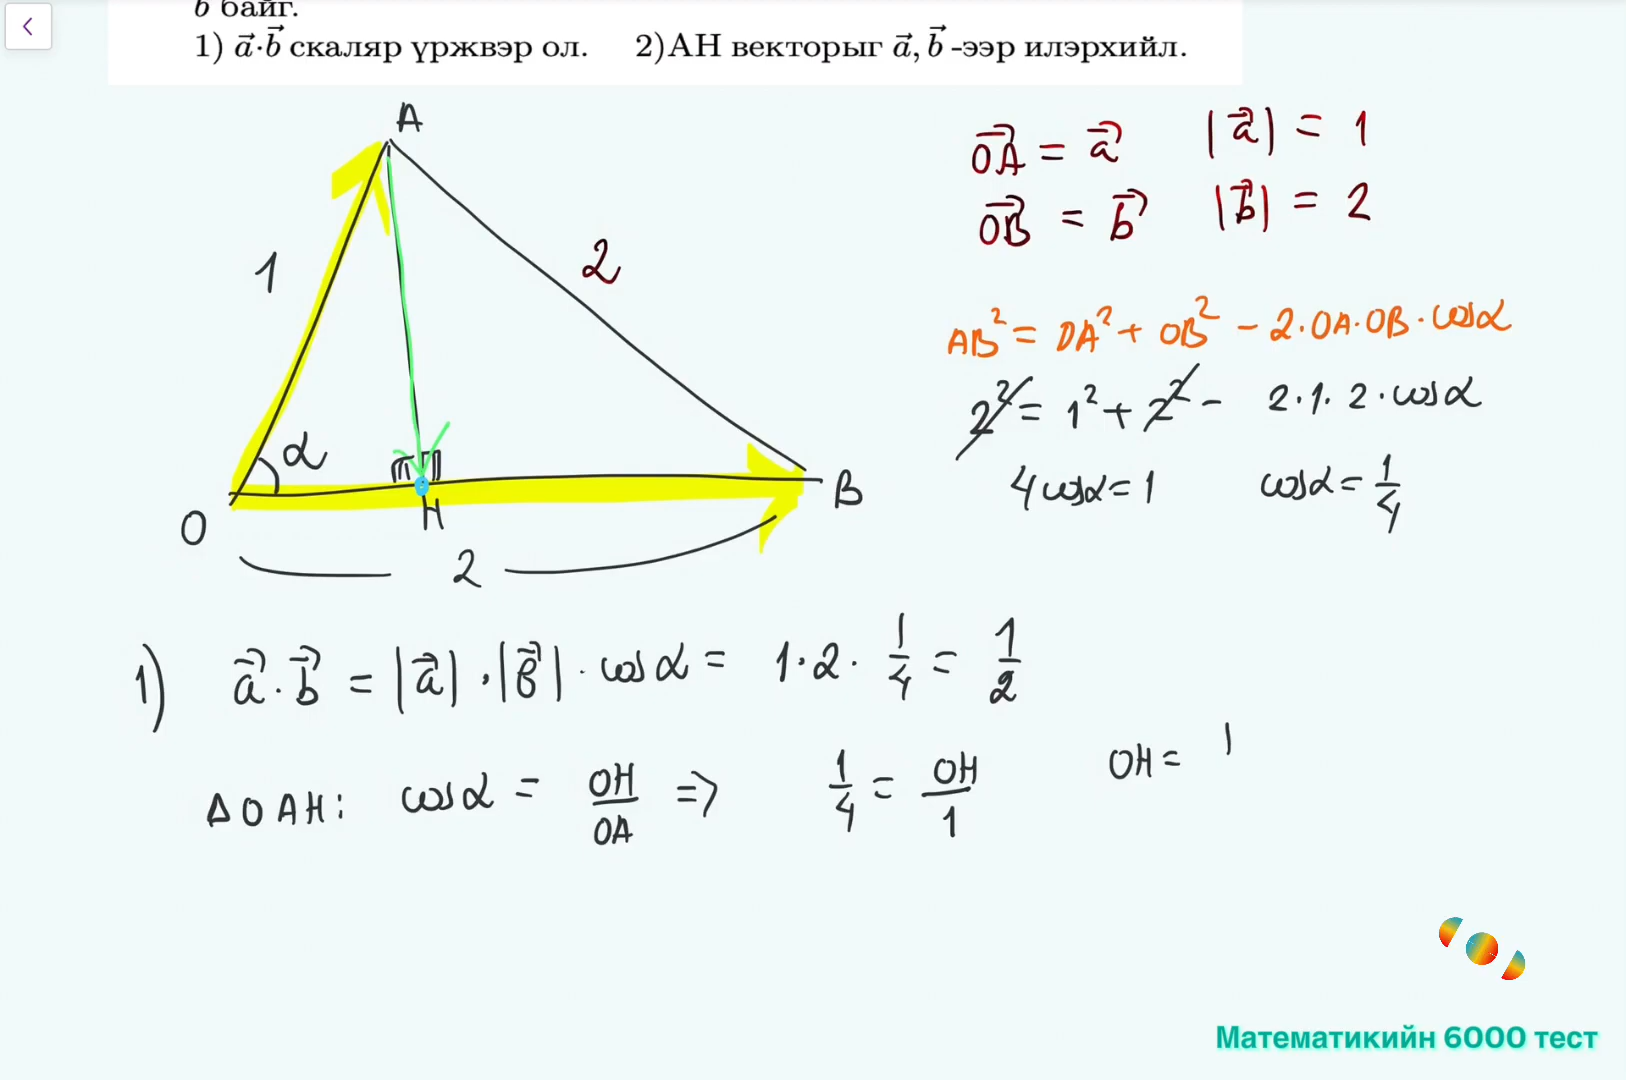 b байг.
1) a⃗·b⃗ скаляр үржвэр ол. 2)AH векторыг a⃗, b⃗ -ээр илэрхийл.
A
1
2
α
O
H
B
2
OA⃗ = a⃗ |a⃗| = 1
OB⃗ = b⃗ |b⃗| = 2
AB² = OA² + OB² - 2·OA·OB·cosα
2² = 1² + 2² - 2·1·2·cosα
4cosα = 1 cosα = 1/4
1) a⃗·b⃗ = |a⃗|·|b⃗|·cosα = 1·2·1/4 = 1/2
ΔOAH: cosα = OH/OA => 1/4 = OH/1 OH = 1
Математикийн 6000 тест